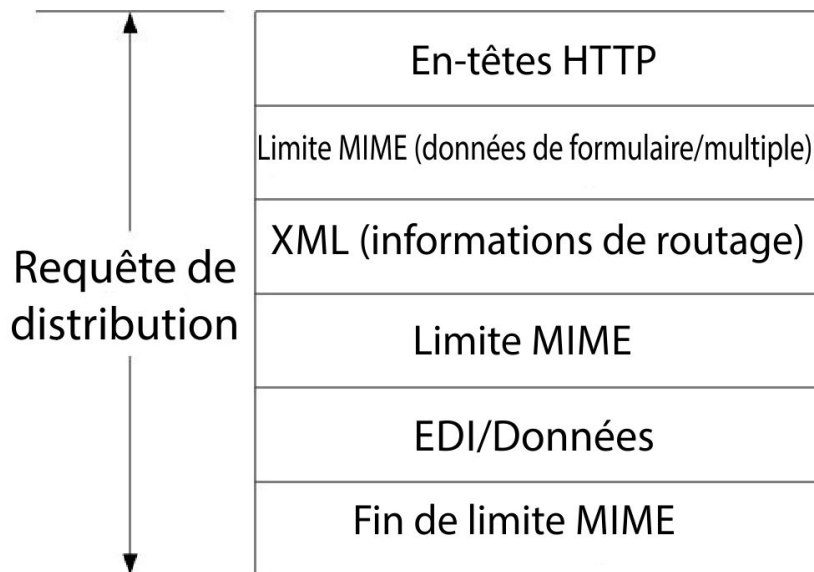 En-têtes HTTP
Limite MIME (données de formulaire/multiple)
XML (informations de routage)
Requête de
distribution
Limite MIME
EDI/Données
Fin de limite MIME